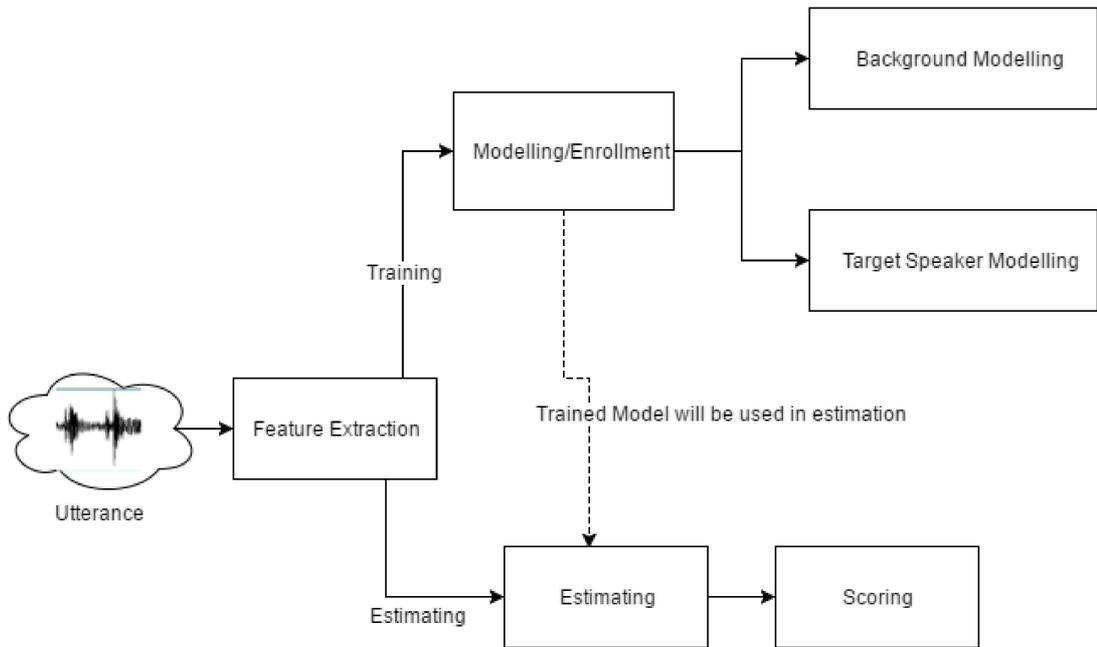 Background Modelling
Modelling/Enrollment
Target Speaker Modelling
Training
Trained Model will be used in estimation
Feature Extraction
Utterance
Estimating
Estimating
Scoring